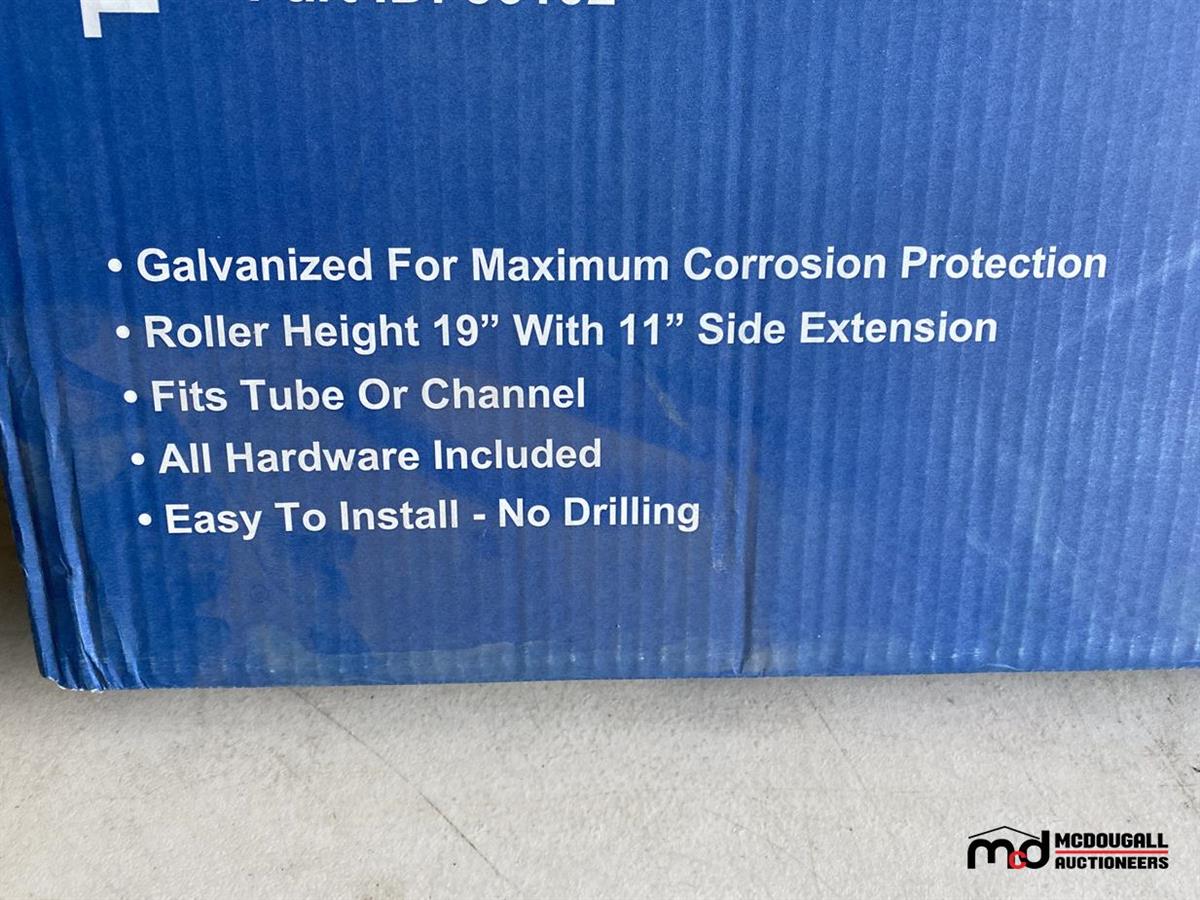 • Galvanized For Maximum Corrosion Protection
• Roller Height 19” With 11” Side Extension
• Fits Tube Or Channel
• All Hardware Included
• Easy To Install - No Drilling
mcd MCDOUGALL
AUCTIONEERS